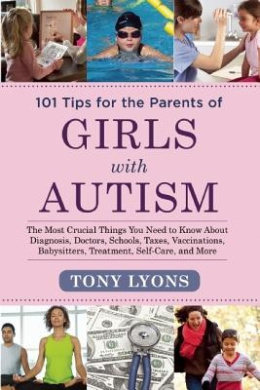 101 Tips for the Parents of
GIRLS
with
AUTISM
The Most Crucial Things You Need to Know About
Diagnosis, Doctors, Schools, Taxes, Vaccinations,
Babysitters, Treatment, Self-Care, and More
TONY LYONS